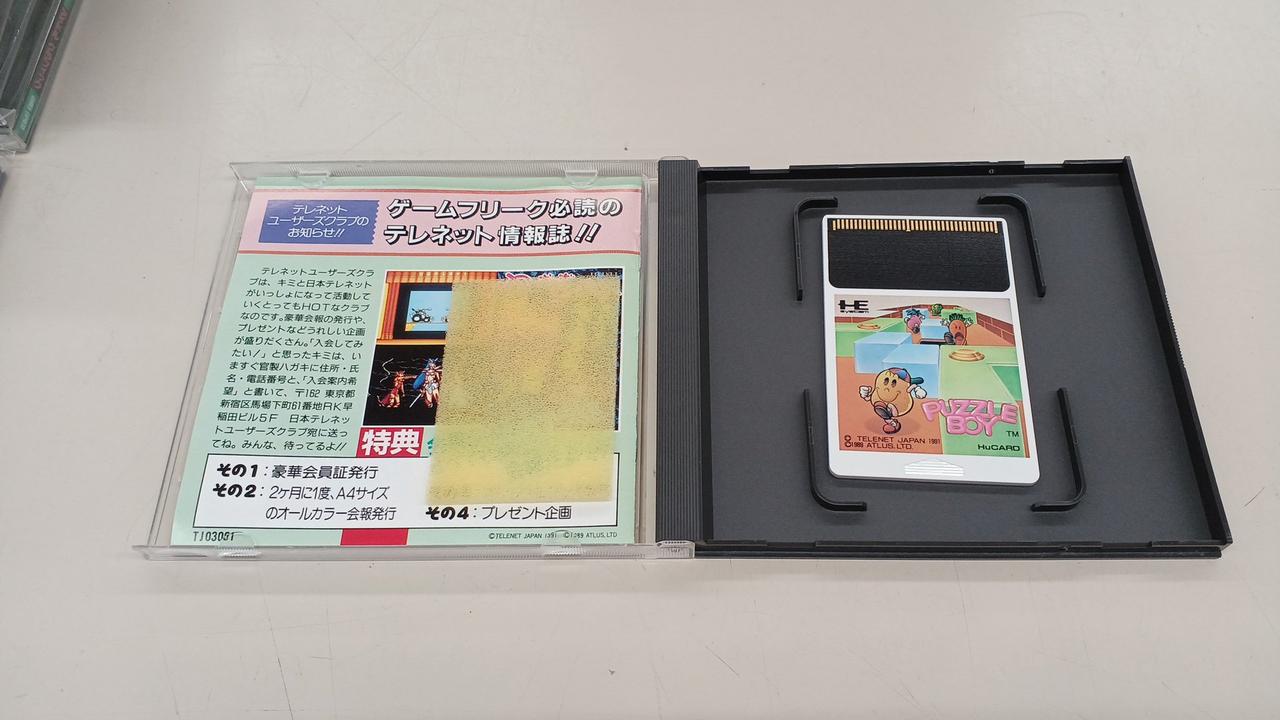 テレネット
ユーザーズクラブの
お知らせ!!
ゲームフリーク必読の
テレネット情報誌!!
テレネットユーザーズクラ
ブは、キミと日本テレネット
がいっしょになって活動して
いくとってもHOTなクラブ
なのです。豪華会報の発行や、
プレゼントなどうれしい企画
が盛りだくさん。「入会してみ
たい!」と思ったキミは、い
ますぐ官製ハガキに住所・氏
名・電話番号と、「入会案内希
望」と書いて、〒162 東京都
新宿区馬場下町61番地RK早
稲田ビル5F 日本テレネッ
トユーザーズクラブ宛に送っ
てね。みんな、待ってるよ!!
特典
その1:豪華会員証発行
その2:2ケ月に1度、A4サイズ
のオールカラー会報発行
その4:プレゼント企画
TJ03091
©TELENET JAPAN 1991 ©1989 ATLUS,LTD
HE
system
PUZZLE
BOY
TM
© TELENET JAPAN 1991
© 1989 ATLUS, LTD.
HuCARD